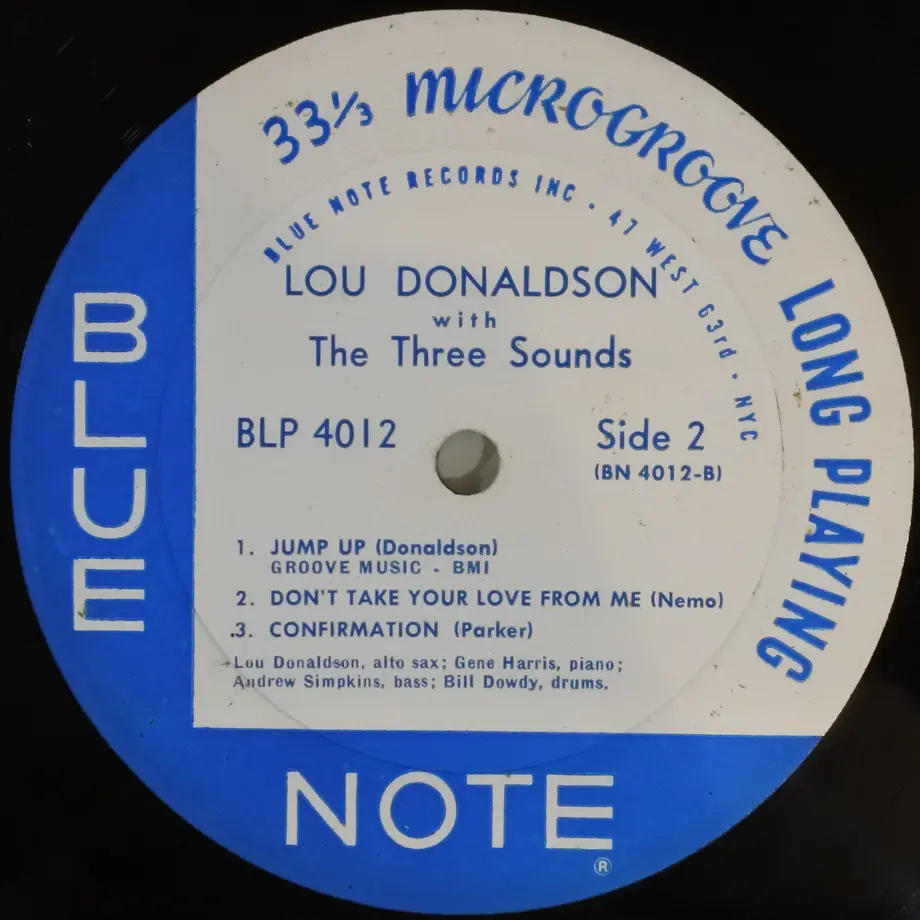 33⅓ MICROGROOVE LONG PLAYING
BLUE NOTE RECORDS INC · 47 WEST 63rd · NYC
LOU DONALDSON
with
The Three Sounds
BLP 4012
Side 2
(BN 4012-B)
1. JUMP UP (Donaldson)
GROOVE MUSIC - BMI
2. DON'T TAKE YOUR LOVE FROM ME (Nemo)
3. CONFIRMATION (Parker)
Lou Donaldson, alto sax; Gene Harris, piano;
Andrew Simpkins, bass; Bill Dowdy, drums.
BLUE
NOTE
®